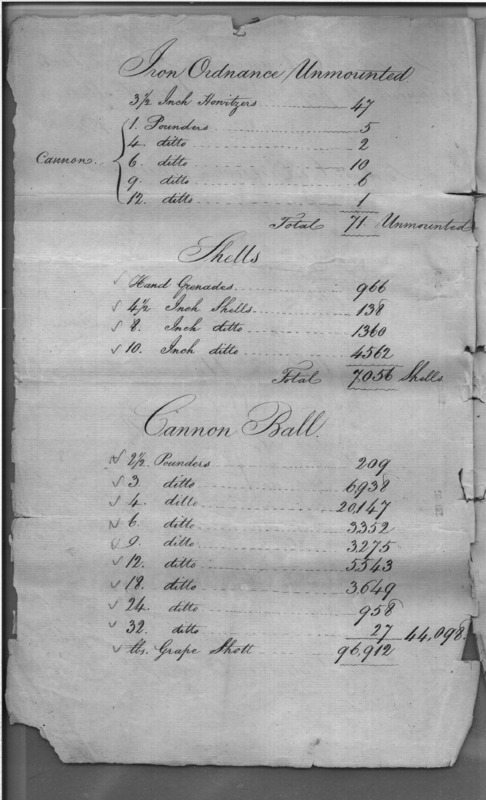 2
Iron Ordnance Unmounted
3½ Inch Howitzers 47
Cannon. 1. Pounders 5
4. ditto 2
6. ditto 10
9. ditto 6
12. ditto 1
Total 71 Unmounted
Shells
Hand Grenades. 966
4½ Inch Shells. 138
8. Inch ditto 1360
10. Inch ditto 4562
Total 7056 Shells
Cannon Ball.
2½. Pounders 209
3. ditto 6938
4. ditto 20,147
6. ditto 3352
9. ditto 3275
12. ditto 5543
18. ditto 3649
24. ditto 958
32. ditto 27 44,098
lbs. Grape Shott 96,912